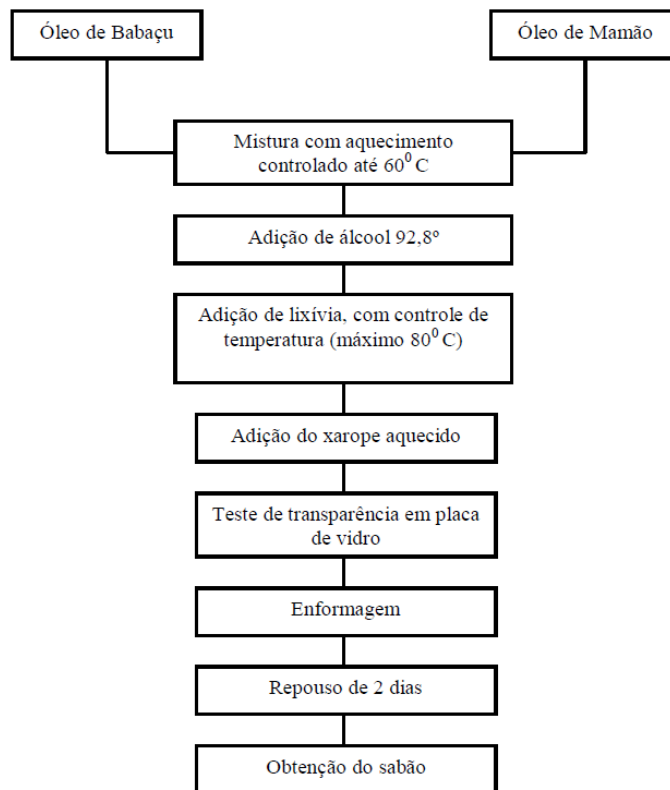 Óleo de Babaçu
Óleo de Mamão
Mistura com aquecimento
controlado até 60⁰ C
Adição de álcool 92,8º
Adição de lixívia, com controle de
temperatura (máximo 80⁰ C)
Adição do xarope aquecido
Teste de transparência em placa
de vidro
Enformagem
Repouso de 2 dias
Obtenção do sabão